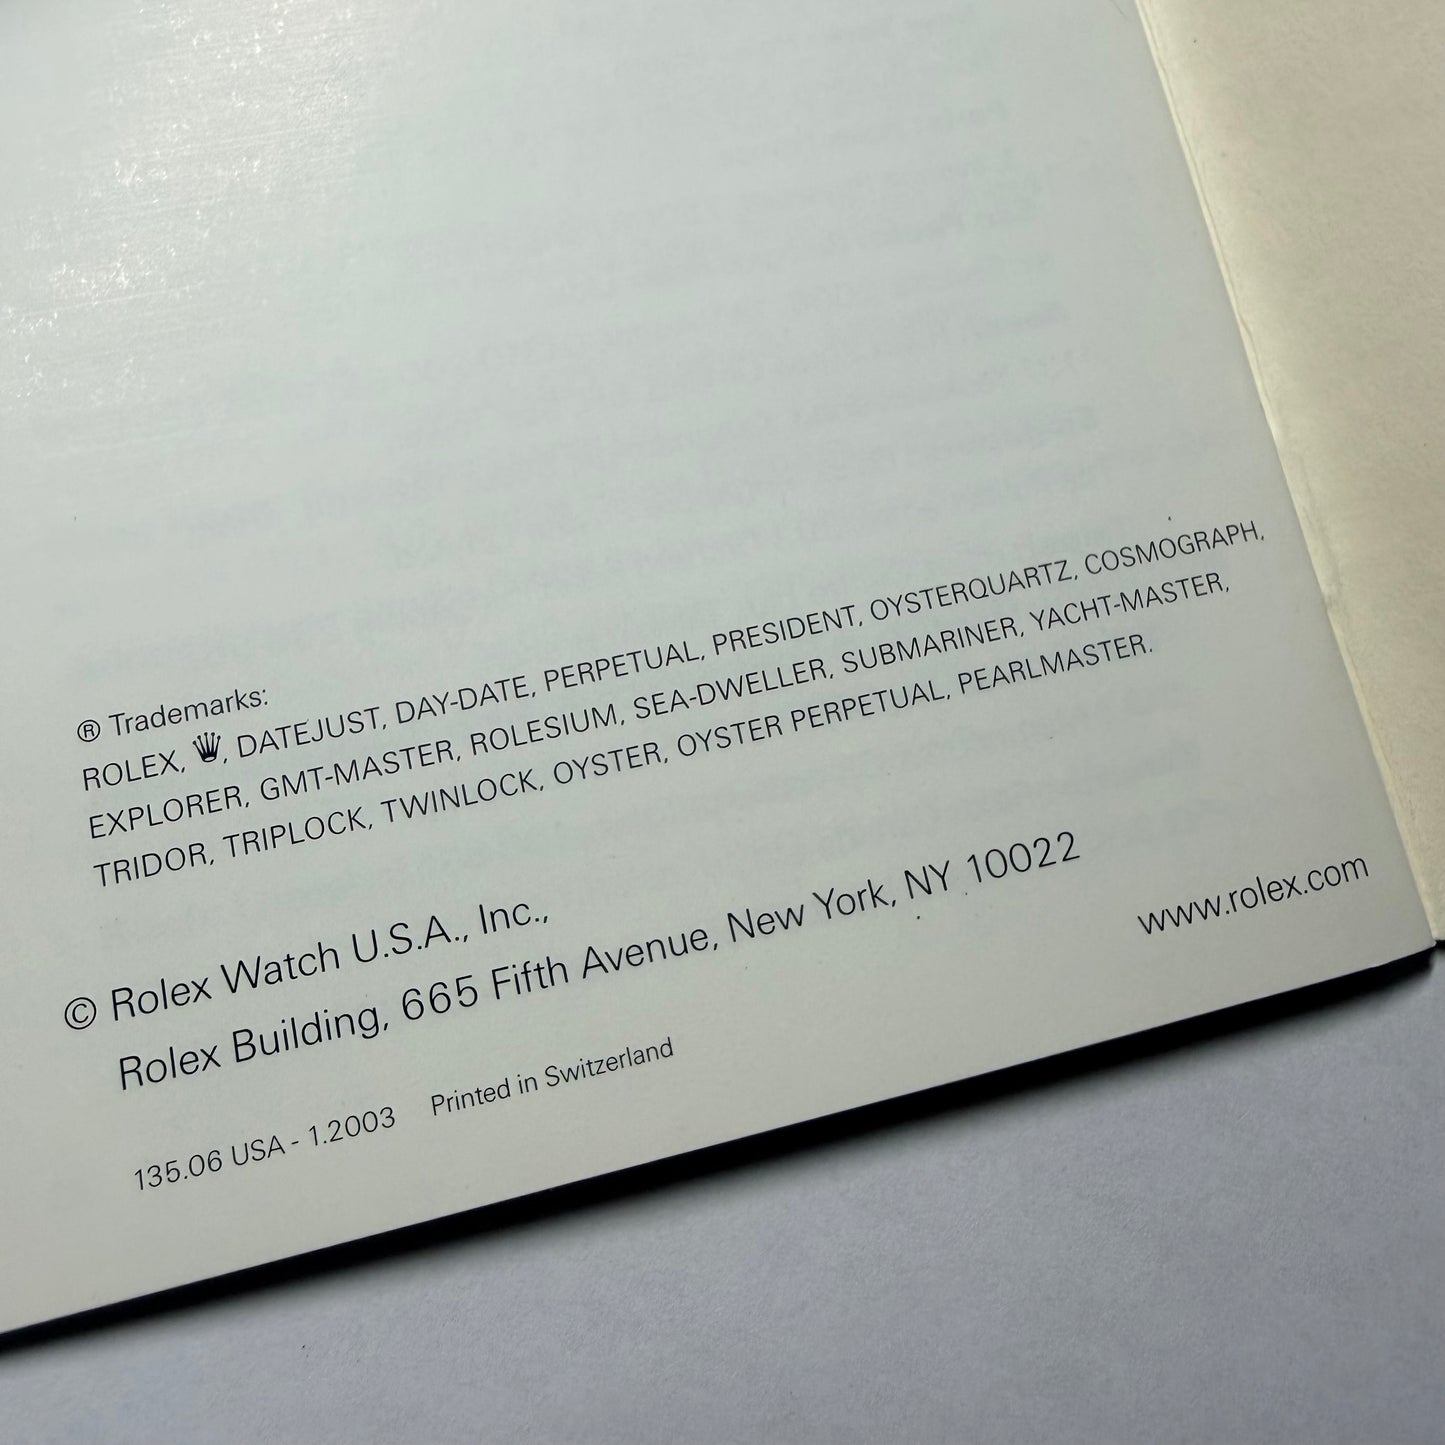 ® Trademarks:
ROLEX, , DATEJUST, DAY-DATE, PERPETUAL, PRESIDENT, OYSTERQUARTZ, COSMOGRAPH,
EXPLORER, GMT-MASTER, ROLESIUM, SEA-DWELLER, SUBMARINER, YACHT-MASTER,
TRIDOR, TRIPLOCK, TWINLOCK, OYSTER, OYSTER PERPETUAL, PEARLMASTER.
© Rolex Watch U.S.A., Inc.,
Rolex Building, 665 Fifth Avenue, New York, NY 10022
www.rolex.com
135.06 USA - 1.2003 Printed in Switzerland